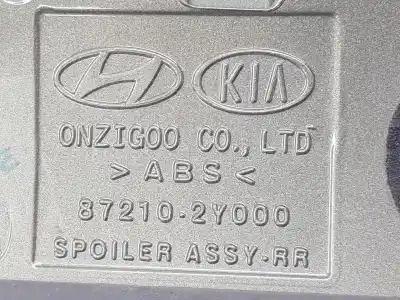 KIA
ONZIGOO CO., LTD
>ABS<
87210-2Y000
SPOILER ASSY-RR